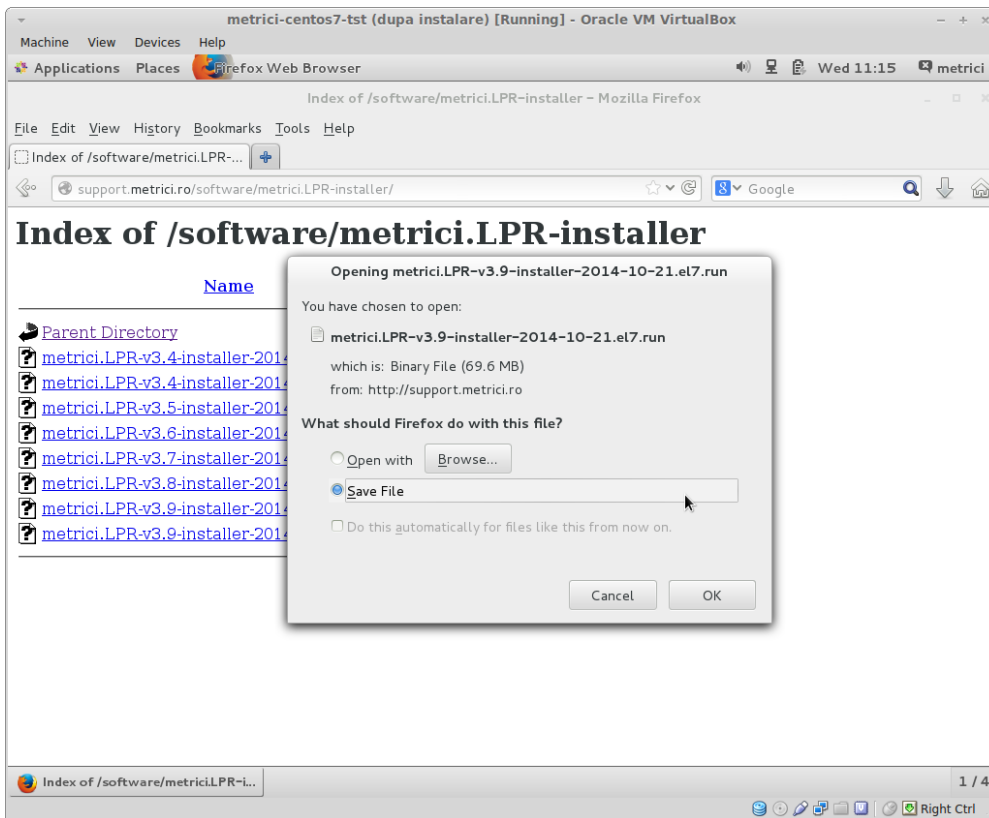 metrici-centos7-tst (dupa instalare) [Running] - Oracle VM VirtualBox
Machine View Devices Help
Applications Places Firefox Web Browser Wed 11:15 metrici
Index of /software/metrici.LPR-installer - Mozilla Firefox
File Edit View History Bookmarks Tools Help
Index of /software/metrici.LPR-...
support.metrici.ro/software/metrici.LPR-installer/ Google
Index of /software/metrici.LPR-installer
Name
Parent Directory
metrici.LPR-v3.4-installer-2014
metrici.LPR-v3.4-installer-2014
metrici.LPR-v3.5-installer-2014
metrici.LPR-v3.6-installer-2014
metrici.LPR-v3.7-installer-2014
metrici.LPR-v3.8-installer-2014
metrici.LPR-v3.9-installer-2014
metrici.LPR-v3.9-installer-2014
Opening metrici.LPR-v3.9-installer-2014-10-21.el7.run
You have chosen to open:
metrici.LPR-v3.9-installer-2014-10-21.el7.run
which is: Binary File (69.6 MB)
from: http://support.metrici.ro
What should Firefox do with this file?
Open with Browse...
Save File
Do this automatically for files like this from now on.
Cancel OK
Index of /software/metrici.LPR-i...
1 / 4
Right Ctrl